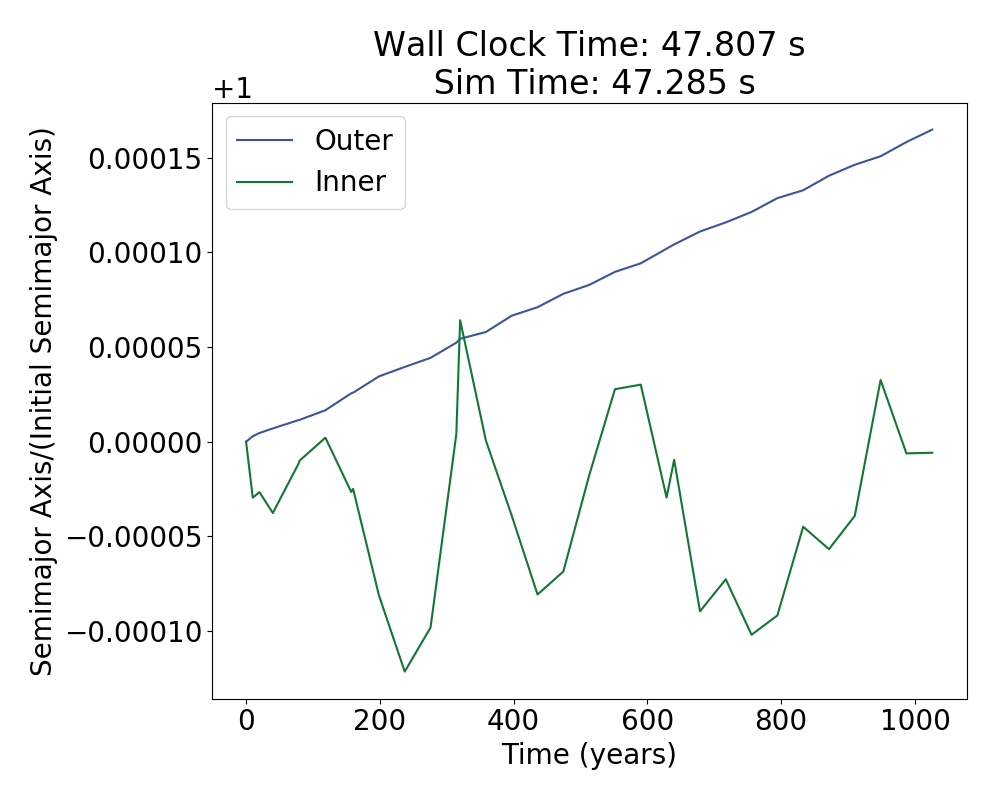 Wall Clock Time: 47.807 s
Sim Time: 47.285 s
+1
Outer
Inner
0.00015
0.00010
0.00005
0.00000
−0.00005
−0.00010
Semimajor Axis/(Initial Semimajor Axis)
0 200 400 600 800 1000
Time (years)